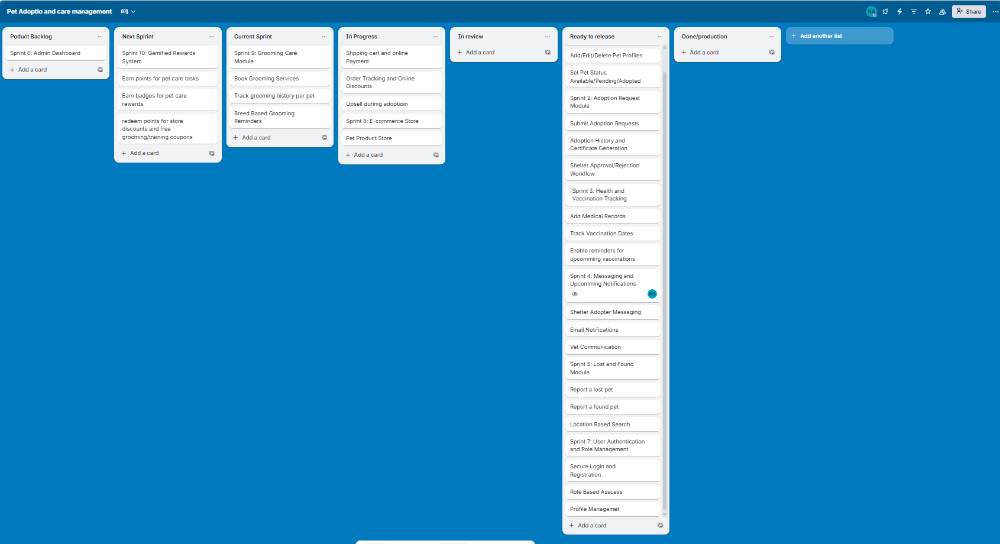 Pet Adoptio and care management
NG
Share
Poduct Backlog
Sprint 6: Admin Dashboard
Add a card
Next Spirint
Sprint 10: Gamified Rewards
System
Earn points for pet care tasks
Earn badges for pet care
rewards
redeem points for store
discounts and free
grooming/training coupons
Add a card
Current Sprint
Sprint 9: Grooming Care
Module
Book Grooming Services
Track grooming history per pet
Breed Based Grooming
Reminders
Add a card
In Progress
Shpping cart and online
Payment
Order Tracking and Online
Discounts
Upsell durinig adoptioin
Sprint 8: E-commerce Store
Pet Product Store
Add a card
In review
Add a card
Ready to release
Add/Edit/Delete Pet Profiles
Set Pet Status
Available/Pending/Adopted
Sprint 2: Adoption Request
Module
Submit Adoption Requests
Adoption History and
Certificate Generation
Shelter Approval/Rejection
Workflow
Sprint 3: Health and
Vaccination Tracking
Add Medical Records
Track Vaccination Dates
Enable reminders for
upcomming vaccinations
Sprint 4: Messaging and
Upcomming Notifications
NG
Shelter Adopter Messaging
Email Notifications
Vet Communication
Sprint 5: Lost and Found
Module
Report a lost pet
Report a found pet
Location Based Search
Sprint 7: User Authentication
and Role Management
Secure Login and
Registration
Role Based Asscess
Profile Managemet
Add a card
Done/production
Add a card
Add another list